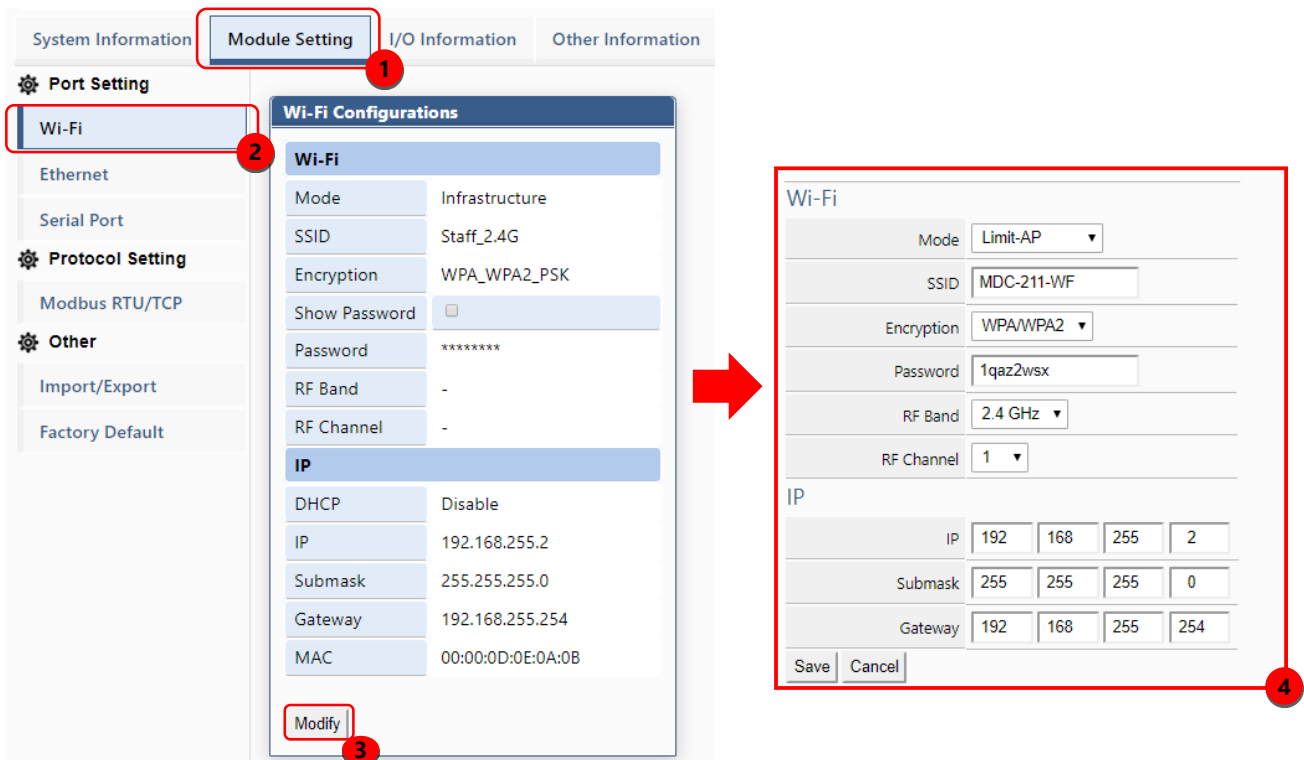 System Information Module Setting I/O Information Other Information
1
Port Setting
Wi-Fi
2
Ethernet
Serial Port
Protocol Setting
Modbus RTU/TCP
Other
Import/Export
Factory Default
Wi-Fi Configurations
Wi-Fi
Mode Infrastructure
SSID Staff_2.4G
Encryption WPA_WPA2_PSK
Show Password
Password ********
RF Band -
RF Channel -
IP
DHCP Disable
IP 192.168.255.2
Submask 255.255.255.0
Gateway 192.168.255.254
MAC 00:00:0D:0E:0A:0B
Modify
3
Wi-Fi
Mode Limit-AP
SSID MDC-211-WF
Encryption WPA/WPA2
Password 1qaz2wsx
RF Band 2.4 GHz
RF Channel 1
IP
IP 192 168 255 2
Submask 255 255 255 0
Gateway 192 168 255 254
Save Cancel
4